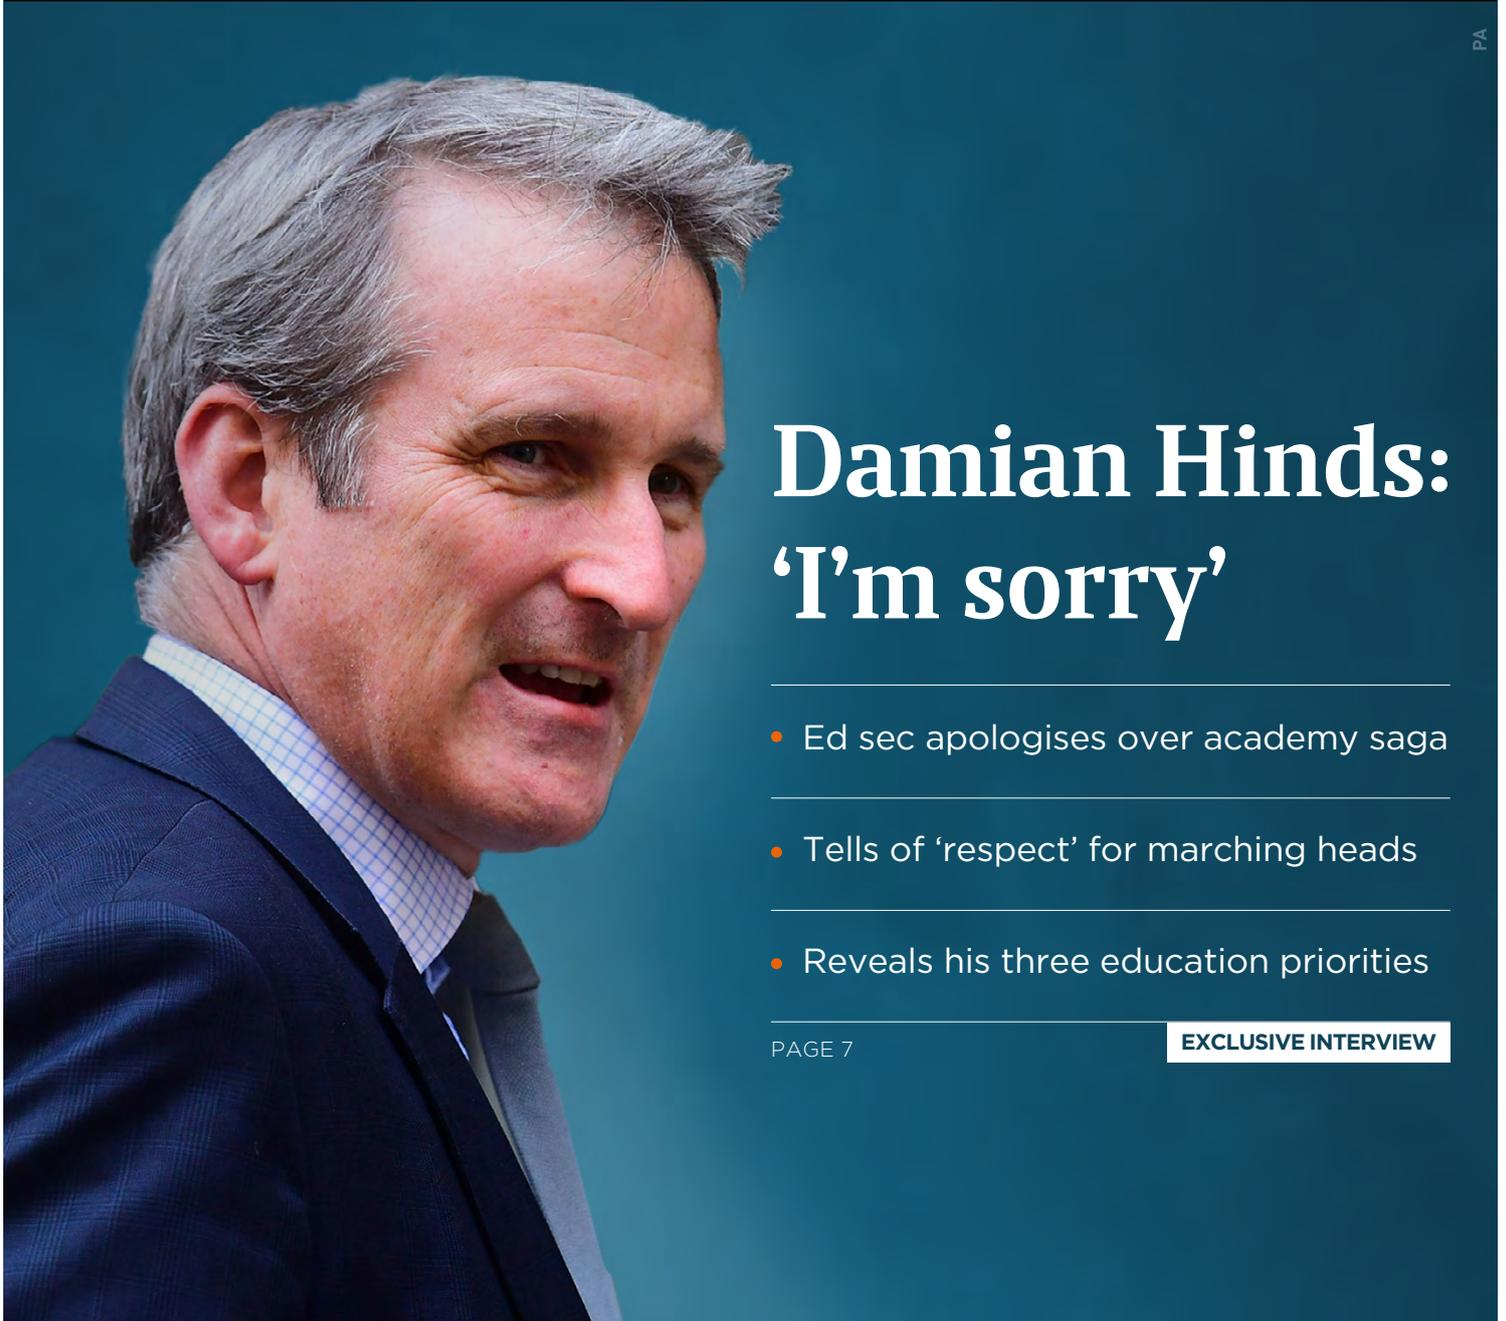 PA
Damian Hinds:
‘I’m sorry’
• Ed sec apologises over academy saga
• Tells of ‘respect’ for marching heads
• Reveals his three education priorities
PAGE 7
EXCLUSIVE INTERVIEW